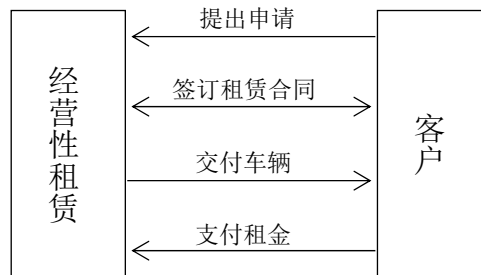 提出申请
签订租赁合同
交付车辆
支付租金
经营性租赁
客户